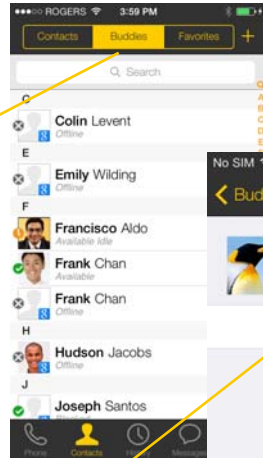 ROGERS 3:59 PM
Contacts Buddies Favorites +
Search
C
Colin Levent
Offline
E
Emily Wilding
Offline
F
Francisco Aldo
Available Idle
Frank Chan
Available
Frank Chan
Offline
H
Hudson Jacobs
Offline
J
Joseph Santos
Phone Contacts History Messages
No SIM
Bud